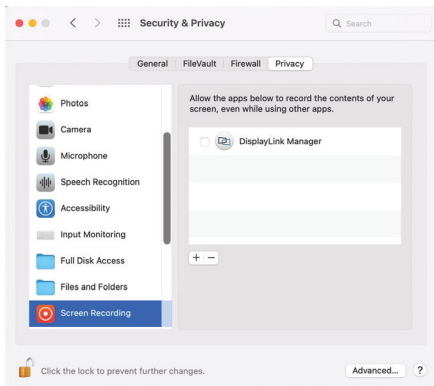 Security & Privacy
Search
General
FileVault
Firewall
Privacy
Photos
Camera
Microphone
Speech Recognition
Accessibility
Input Monitoring
Full Disk Access
Files and Folders
Screen Recording
Allow the apps below to record the contents of your
screen, even while using other apps.
DisplayLink Manager
+ −
Click the lock to prevent further changes.
Advanced...
?